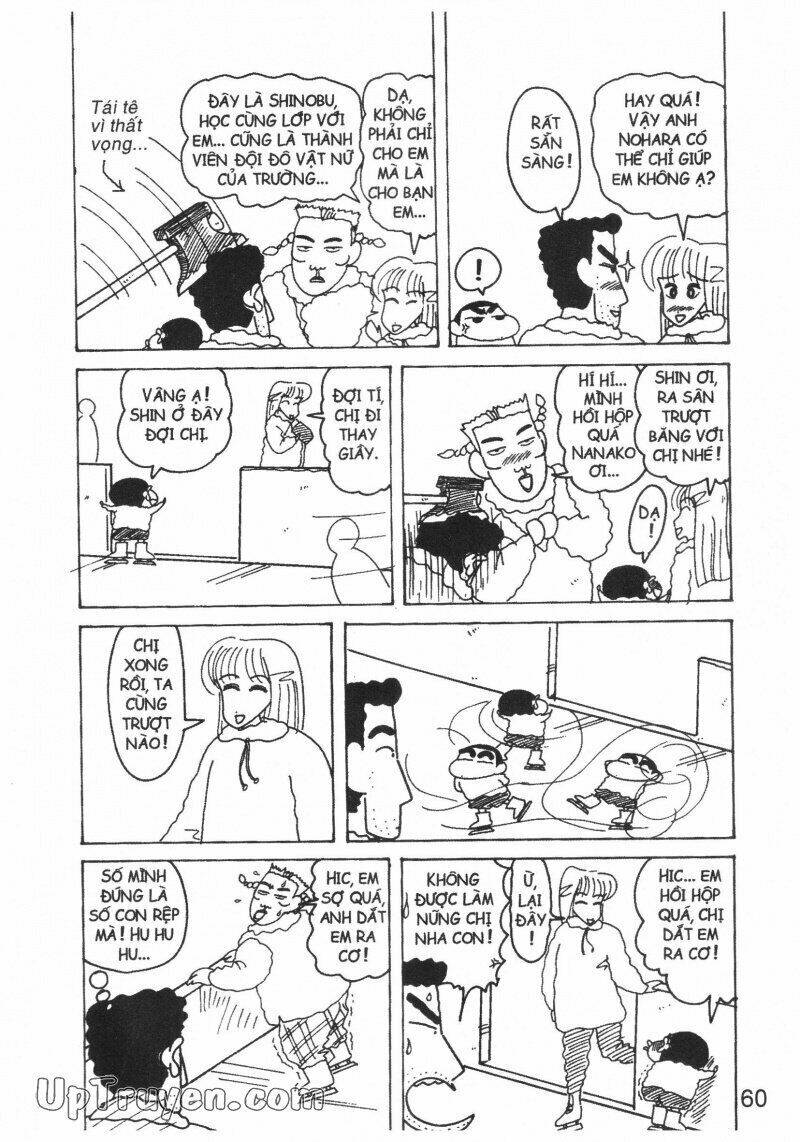 HAY QUÁ!
VẬY ANH
NOHARA CÓ
THỂ CHỈ GIÚP
EM KHÔNG Ạ?
RẤT
SẴN
SÀNG!
!
DẠ,
KHÔNG
PHẢI CHỈ
CHO EM
MÀ LÀ
CHO BẠN
EM...
ĐÂY LÀ SHINOBU,
HỌC CÙNG LỚP VỚI
EM... CŨNG LÀ THÀNH
VIÊN ĐỘI ĐÔ VẬT NỮ
CỦA TRƯỜNG...
Tái tê
vì thất
vọng...
SHIN ƠI,
RA SÂN
TRƯỢT
BĂNG VỚI
CHỊ NHÉ!
DẠ!
HÍ HÍ...
MÌNH
HỒI HỘP
QUÁ
NANAKO
ƠI...
ĐỢI TÍ,
CHỊ ĐI
THAY
GIẦY.
VÂNG Ạ!
SHIN Ở ĐÂY
ĐỢI CHỊ.
CHỊ
XONG
RỒI, TA
CÙNG
TRƯỢT
NÀO!
HIC... EM
HỒI HỘP
QUÁ, CHỊ
DẮT EM
RA CƠ!
Ừ,
LẠI
ĐÂY
!
KHÔNG
ĐƯỢC LÀM
NŨNG CHỊ
NHA CON!
HIC, EM
SỢ QUÁ,
ANH DẮT
EM RA
CƠ!
SỐ MÌNH
ĐÚNG LÀ
SỐ CON RỆP
MÀ! HU HU
HU...
UpTruyen.com
60